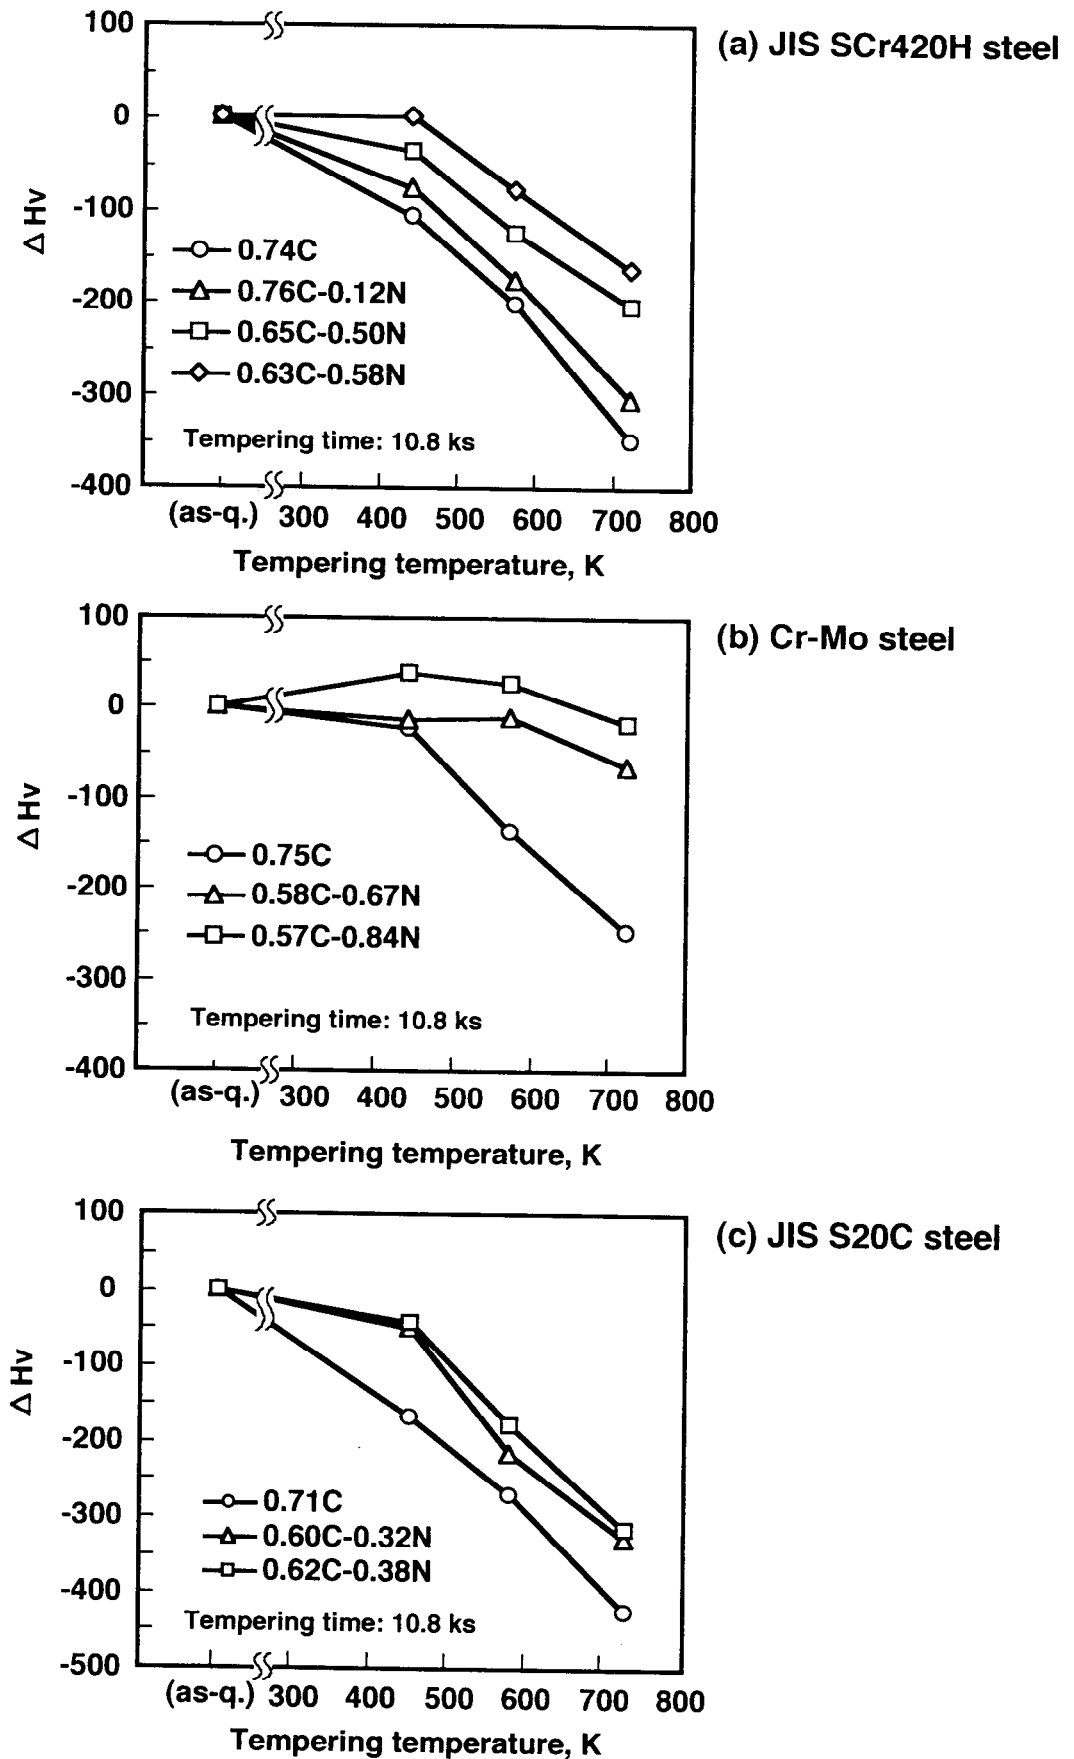 (a) JIS SCr420H steel
100
0
-100
-200
-300
-400
Δ Hv
0.74C
0.76C-0.12N
0.65C-0.50N
0.63C-0.58N
Tempering time: 10.8 ks
(as-q.) 300 400 500 600 700 800
Tempering temperature, K
(b) Cr-Mo steel
100
0
-100
-200
-300
-400
Δ Hv
0.75C
0.58C-0.67N
0.57C-0.84N
Tempering time: 10.8 ks
(as-q.) 300 400 500 600 700 800
Tempering temperature, K
(c) JIS S20C steel
100
0
-100
-200
-300
-400
-500
Δ Hv
0.71C
0.60C-0.32N
0.62C-0.38N
Tempering time: 10.8 ks
(as-q.) 300 400 500 600 700 800
Tempering temperature, K